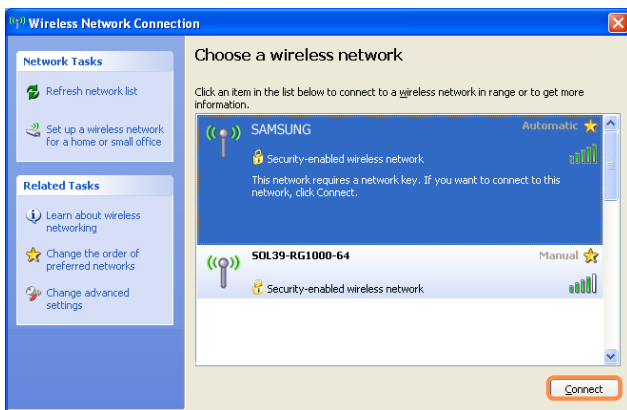 Wireless Network Connection
Network Tasks
Refresh network list
Set up a wireless network
for a home or small office
Related Tasks
Learn about wireless
networking
Change the order of
preferred networks
Change advanced
settings
Choose a wireless network
Click an item in the list below to connect to a wireless network in range or to get more
information.
SAMSUNG
Automatic
Security-enabled wireless network
This network requires a network key. If you want to connect to this
network, click Connect.
SOL39-RG1000-64
Manual
Security-enabled wireless network
Connect